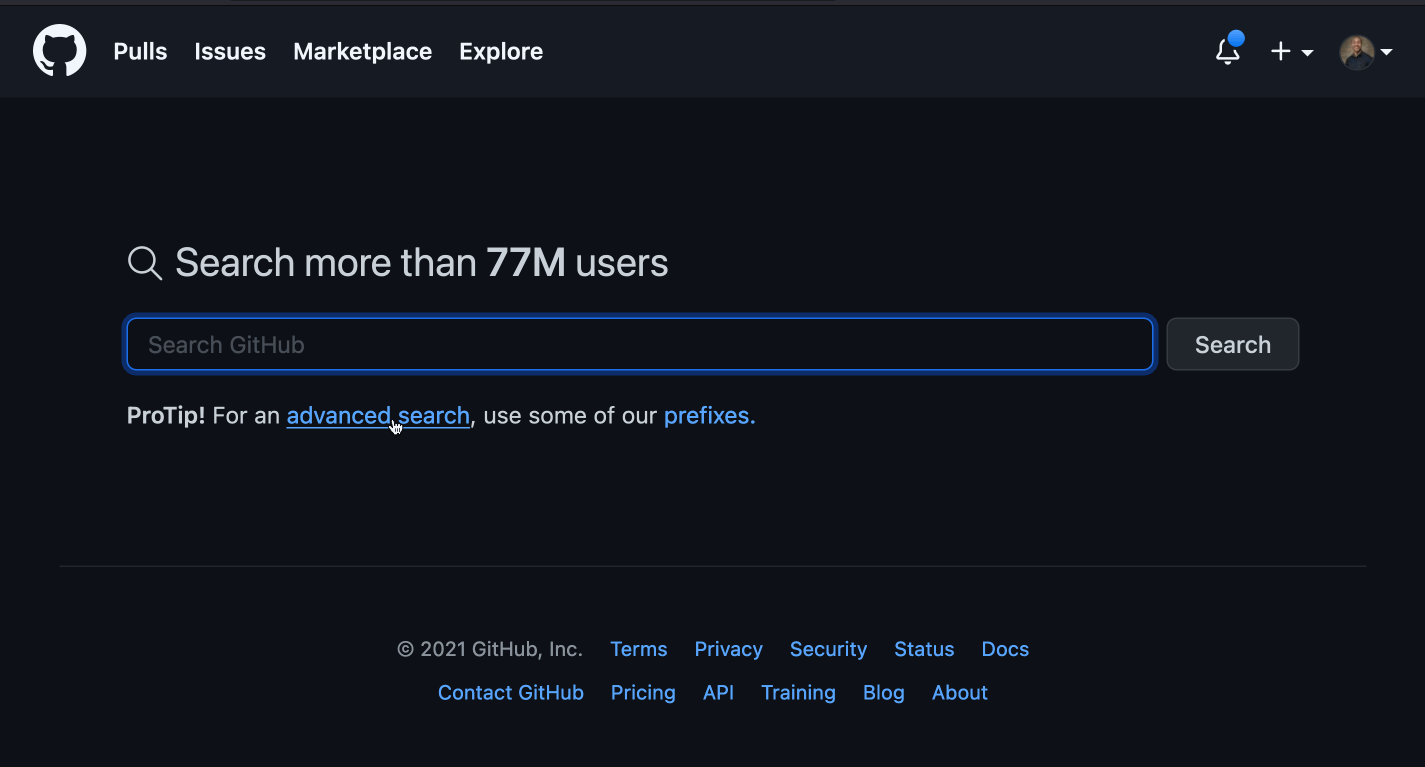 Pulls Issues Marketplace Explore
Search more than 77M users
Search GitHub
Search
ProTip! For an advanced search, use some of our prefixes.
© 2021 GitHub, Inc. Terms Privacy Security Status Docs
Contact GitHub Pricing API Training Blog About